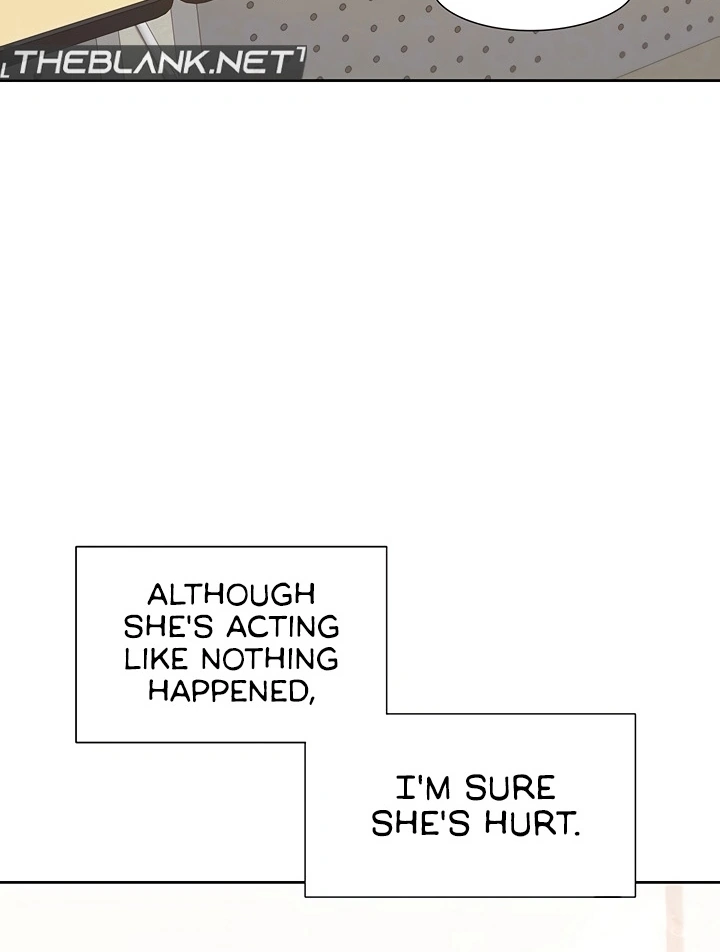 THEBLANK.NET
ALTHOUGH
SHE'S ACTING
LIKE NOTHING
HAPPENED,
I'M SURE
SHE'S HURT.